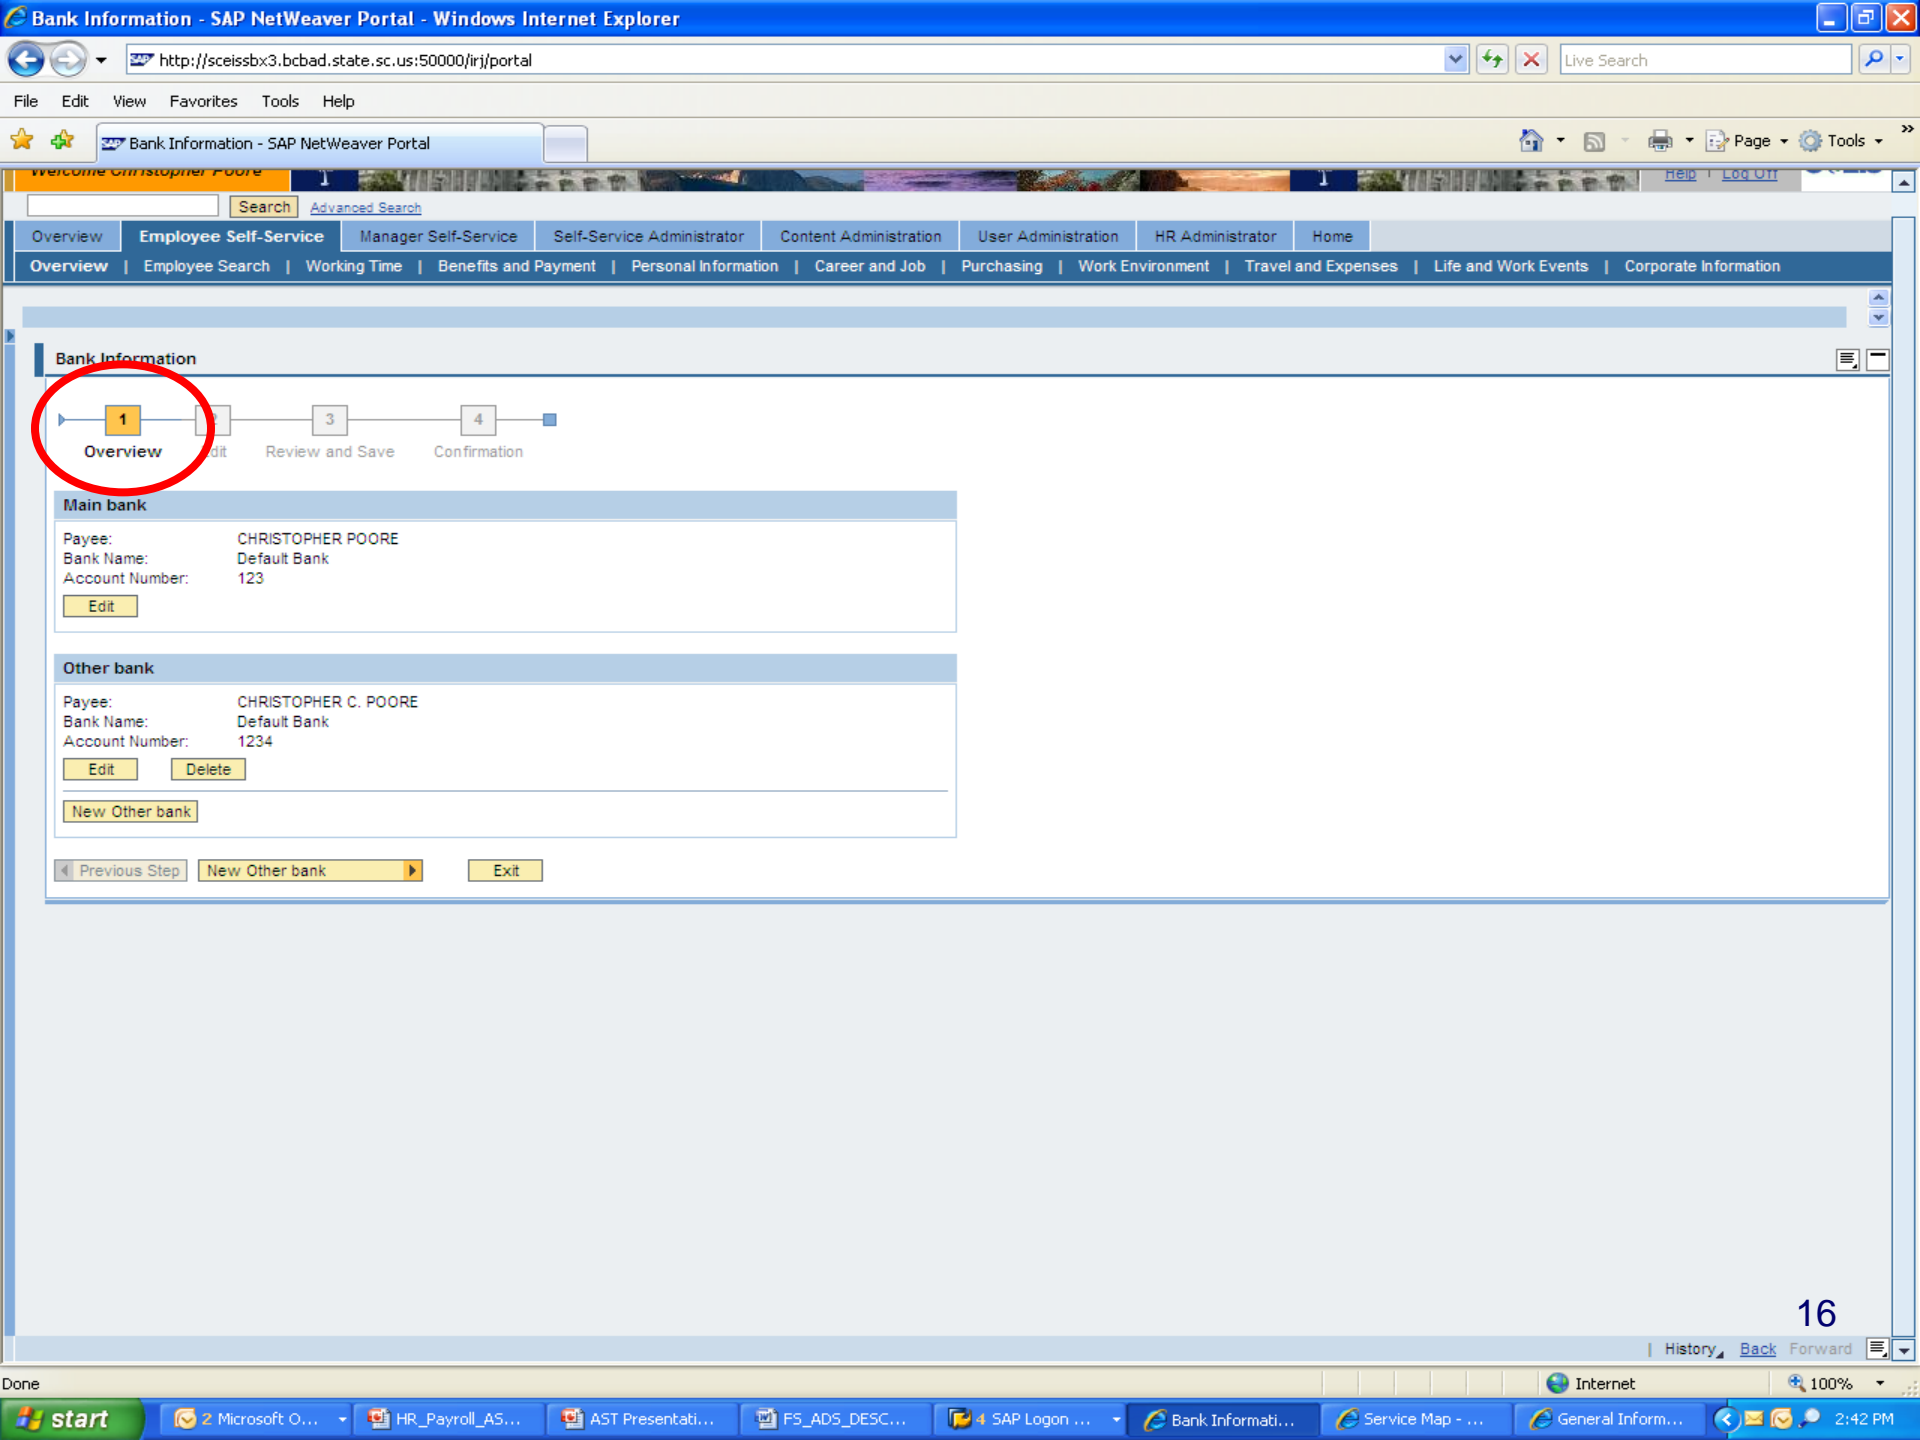 Bank Information - SAP NetWeaver Portal - Windows Internet Explorer
http://sceissbx3.bcbad.state.sc.us:50000/irj/portal
Live Search
File Edit View Favorites Tools Help
Bank Information - SAP NetWeaver Portal
Page Tools »
Welcome Christopher Poore
Help | Log Off
Search Advanced Search
Overview Employee Self-Service Manager Self-Service Self-Service Administrator Content Administration User Administration HR Administrator Home
Overview | Employee Search | Working Time | Benefits and Payment | Personal Information | Career and Job | Purchasing | Work Environment | Travel and Expenses | Life and Work Events | Corporate Information
Bank Information
1 2 3 4
Overview Edit Review and Save Confirmation
Main bank
Payee: CHRISTOPHER POORE
Bank Name: Default Bank
Account Number: 123
Edit
Other bank
Payee: CHRISTOPHER C. POORE
Bank Name: Default Bank
Account Number: 1234
Edit Delete
New Other bank
Previous Step New Other bank Exit
16
| History Back Forward
Done Internet 100%
start 2 Microsoft O... HR_Payroll_AS... AST Presentati... FS_ADS_DESC... 4 SAP Logon ... Bank Informati... Service Map - ... General Inform... 2:42 PM